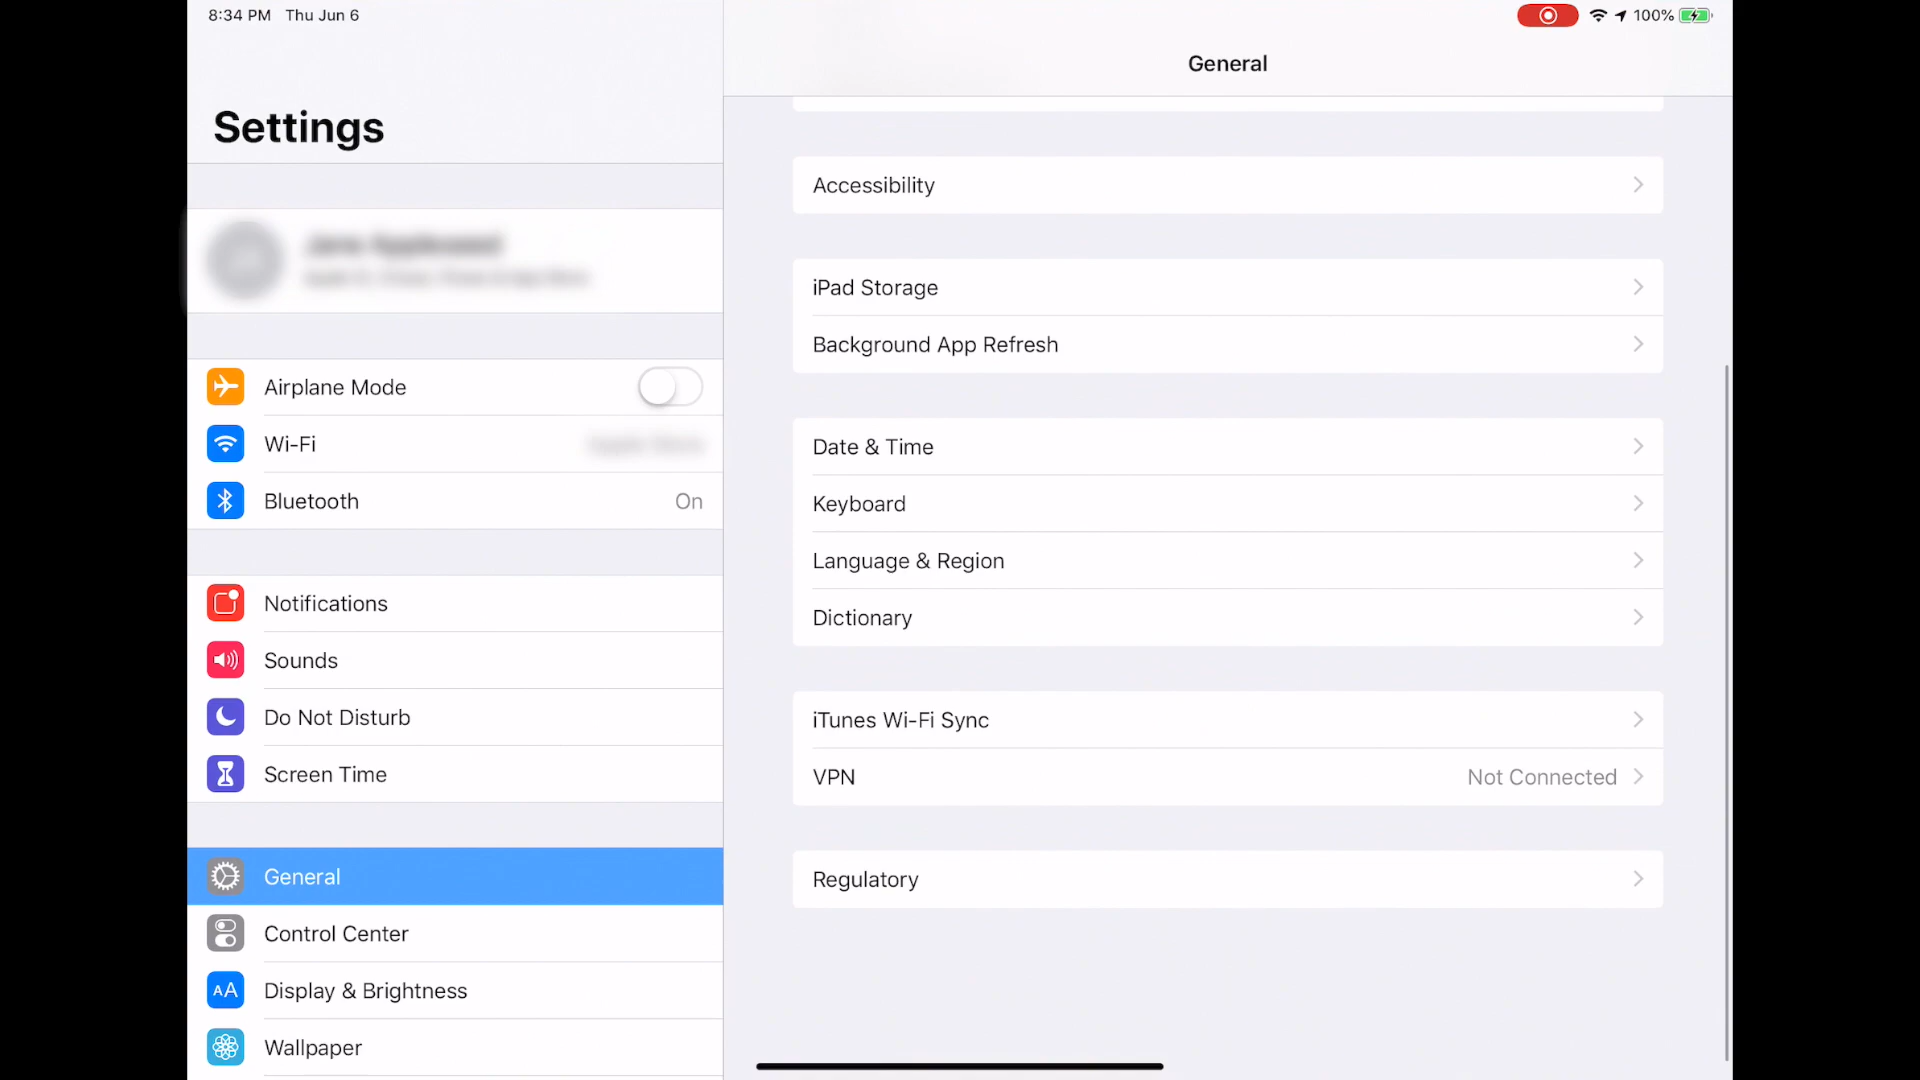 8:34 PM Thu Jun 6
100%
Settings
Airplane Mode
Wi-Fi
Bluetooth On
Notifications
Sounds
Do Not Disturb
Screen Time
General
Control Center
Display & Brightness
AA
Wallpaper
General
Accessibility
iPad Storage
Background App Refresh
Date & Time
Keyboard
Language & Region
Dictionary
iTunes Wi-Fi Sync
VPN Not Connected
Regulatory